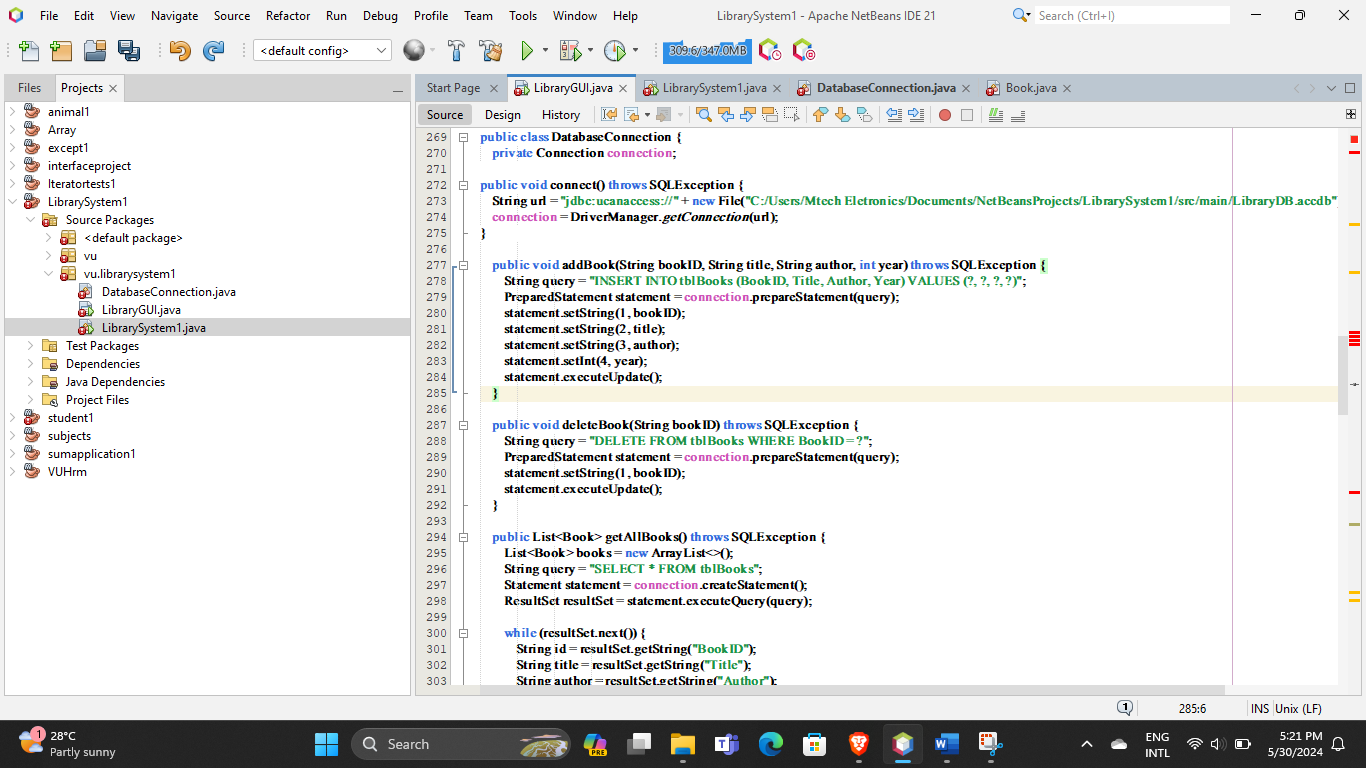 File Edit View Navigate Source Refactor Run Debug Profile Team Tools Window Help
LibrarySystem1 - Apache NetBeans IDE 21
Search (Ctrl+I)
<default config>
309.6/347.0MB
Files Projects
animal1
Array
except1
interfaceproject
Iteratortests1
LibrarySystem1
Source Packages
<default package>
vu
vu.librarysystem1
DatabaseConnection.java
LibraryGUI.java
LibrarySystem1.java
Test Packages
Dependencies
Java Dependencies
Project Files
student1
subjects
sumapplication1
VUHrm
Start Page LibraryGUI.java LibrarySystem1.java DatabaseConnection.java Book.java
Source Design History
269 public class DatabaseConnection {
270 private Connection connection;
271
272 public void connect() throws SQLException {
273 String url = "jdbc:ucanaccess://" + new File("C:/Users/Mtech Eletronics/Documents/NetBeansProjects/LibrarySystem1/src/main/LibraryDB.accdb"
274 connection = DriverManager.getConnection(url);
275 }
276
277 public void addBook(String bookID, String title, String author, int year) throws SQLException {
278 String query = "INSERT INTO tblBooks (BookID, Title, Author, Year) VALUES (?, ?, ?, ?)";
279 PreparedStatement statement = connection.prepareStatement(query);
280 statement.setString(1, bookID);
281 statement.setString(2, title);
282 statement.setString(3, author);
283 statement.setInt(4, year);
284 statement.executeUpdate();
285 }
286
287 public void deleteBook(String bookID) throws SQLException {
288 String query = "DELETE FROM tblBooks WHERE BookID = ?";
289 PreparedStatement statement = connection.prepareStatement(query);
290 statement.setString(1, bookID);
291 statement.executeUpdate();
292 }
293
294 public List<Book> getAllBooks() throws SQLException {
295 List<Book> books = new ArrayList<>();
296 String query = "SELECT * FROM tblBooks";
297 Statement statement = connection.createStatement();
298 ResultSet resultSet = statement.executeQuery(query);
299
300 while (resultSet.next()) {
301 String id = resultSet.getString("BookID");
302 String title = resultSet.getString("Title");
303 String author = resultSet.getString("Author");
1
285:6
INS Unix (LF)
1
28°C
Partly sunny
Search
PRE
ENG
INTL
5:21 PM
5/30/2024